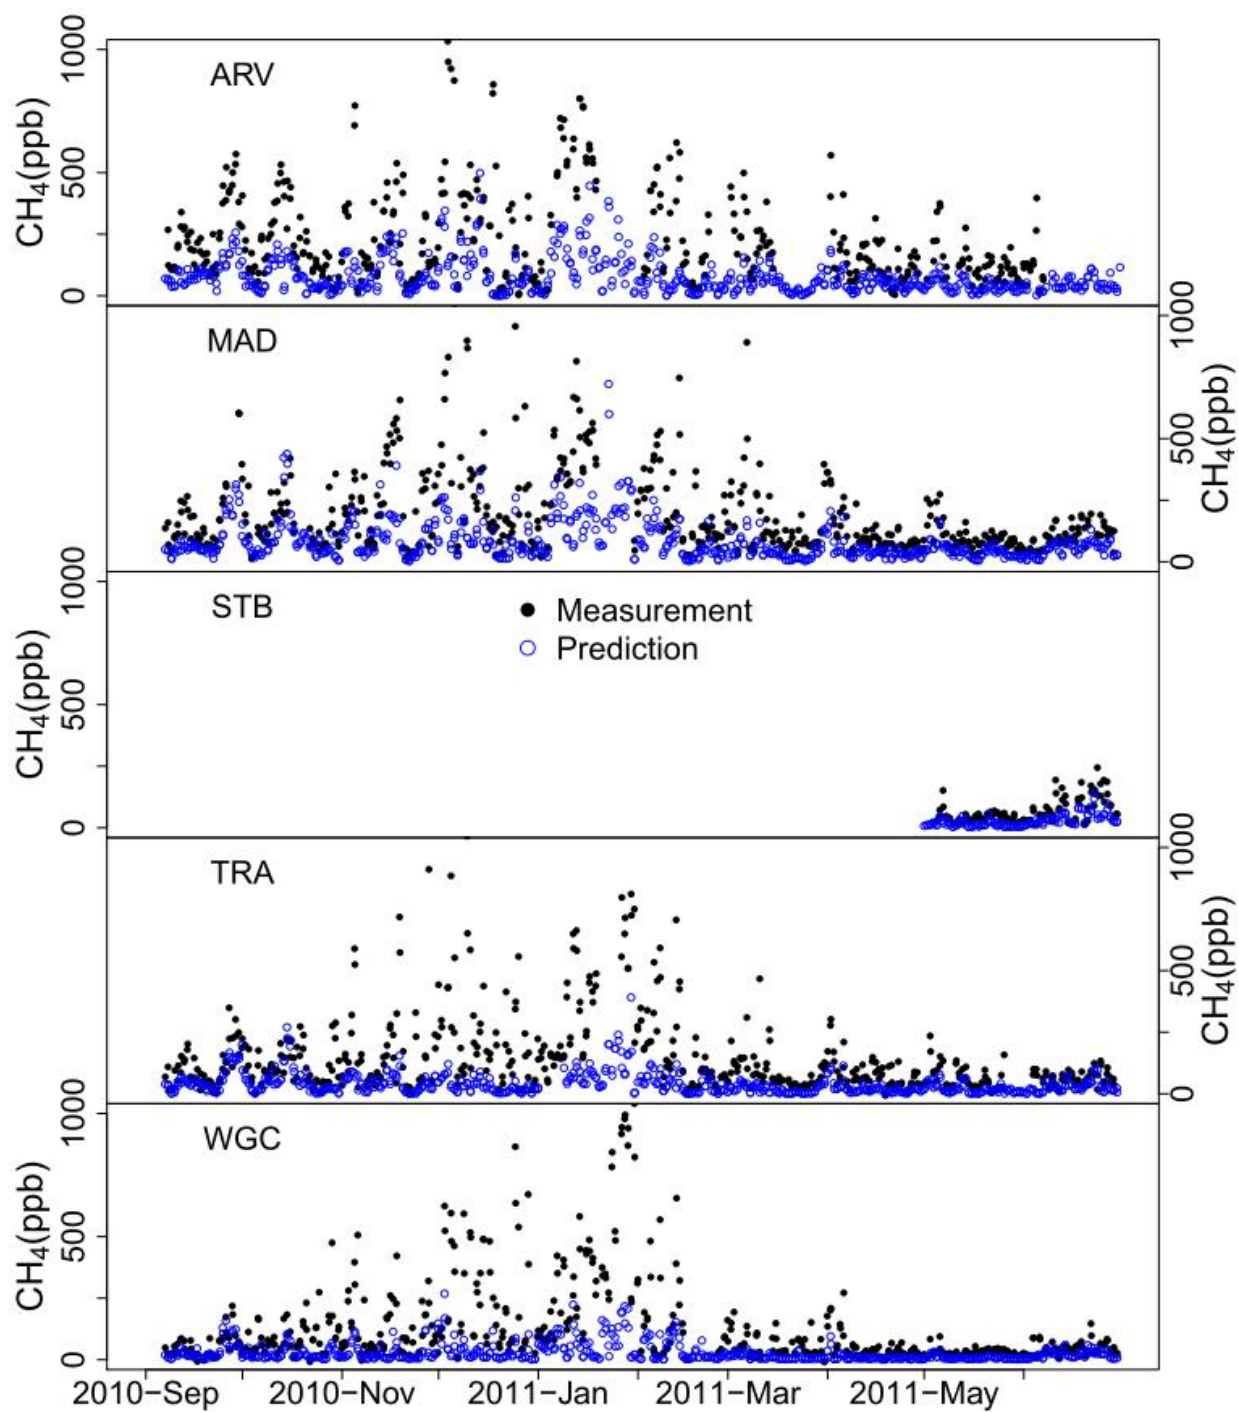 ARV
CH₄(ppb)
1000
500
0
MAD
CH₄(ppb)
1000
500
0
STB
Measurement
Prediction
CH₄(ppb)
1000
500
0
TRA
CH₄(ppb)
1000
500
0
WGC
CH₄(ppb)
1000
500
0
2010-Sep 2010-Nov 2011-Jan 2011-Mar 2011-May